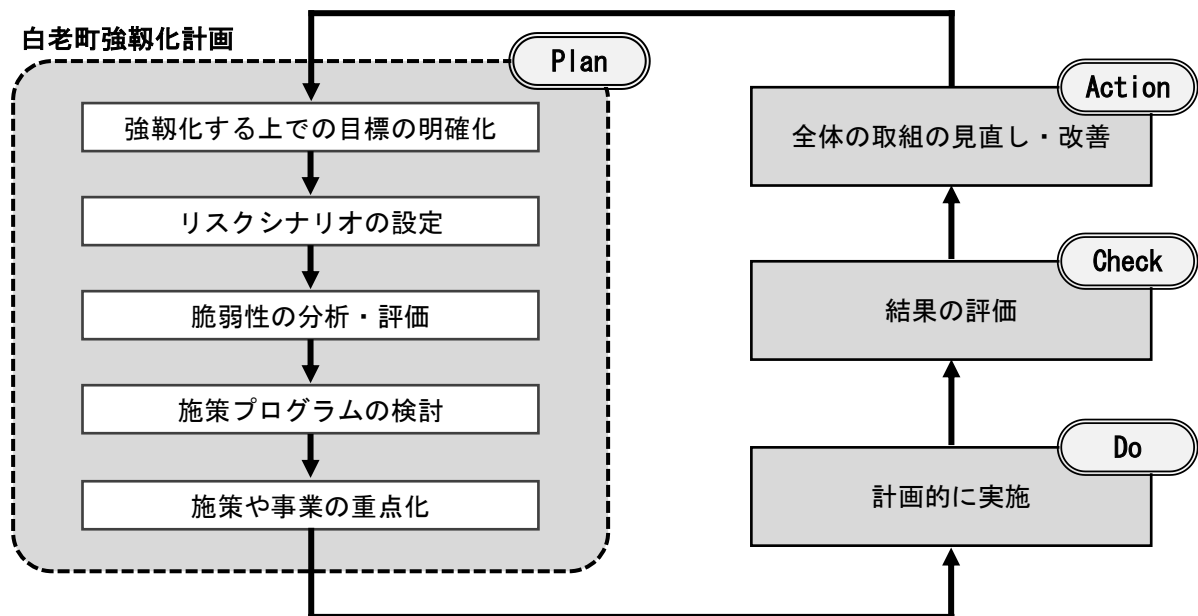 白老町強靱化計画
Plan
強靱化する上での目標の明確化
リスクシナリオの設定
脆弱性の分析・評価
施策プログラムの検討
施策や事業の重点化
Action
全体の取組の見直し・改善
Check
結果の評価
Do
計画的に実施